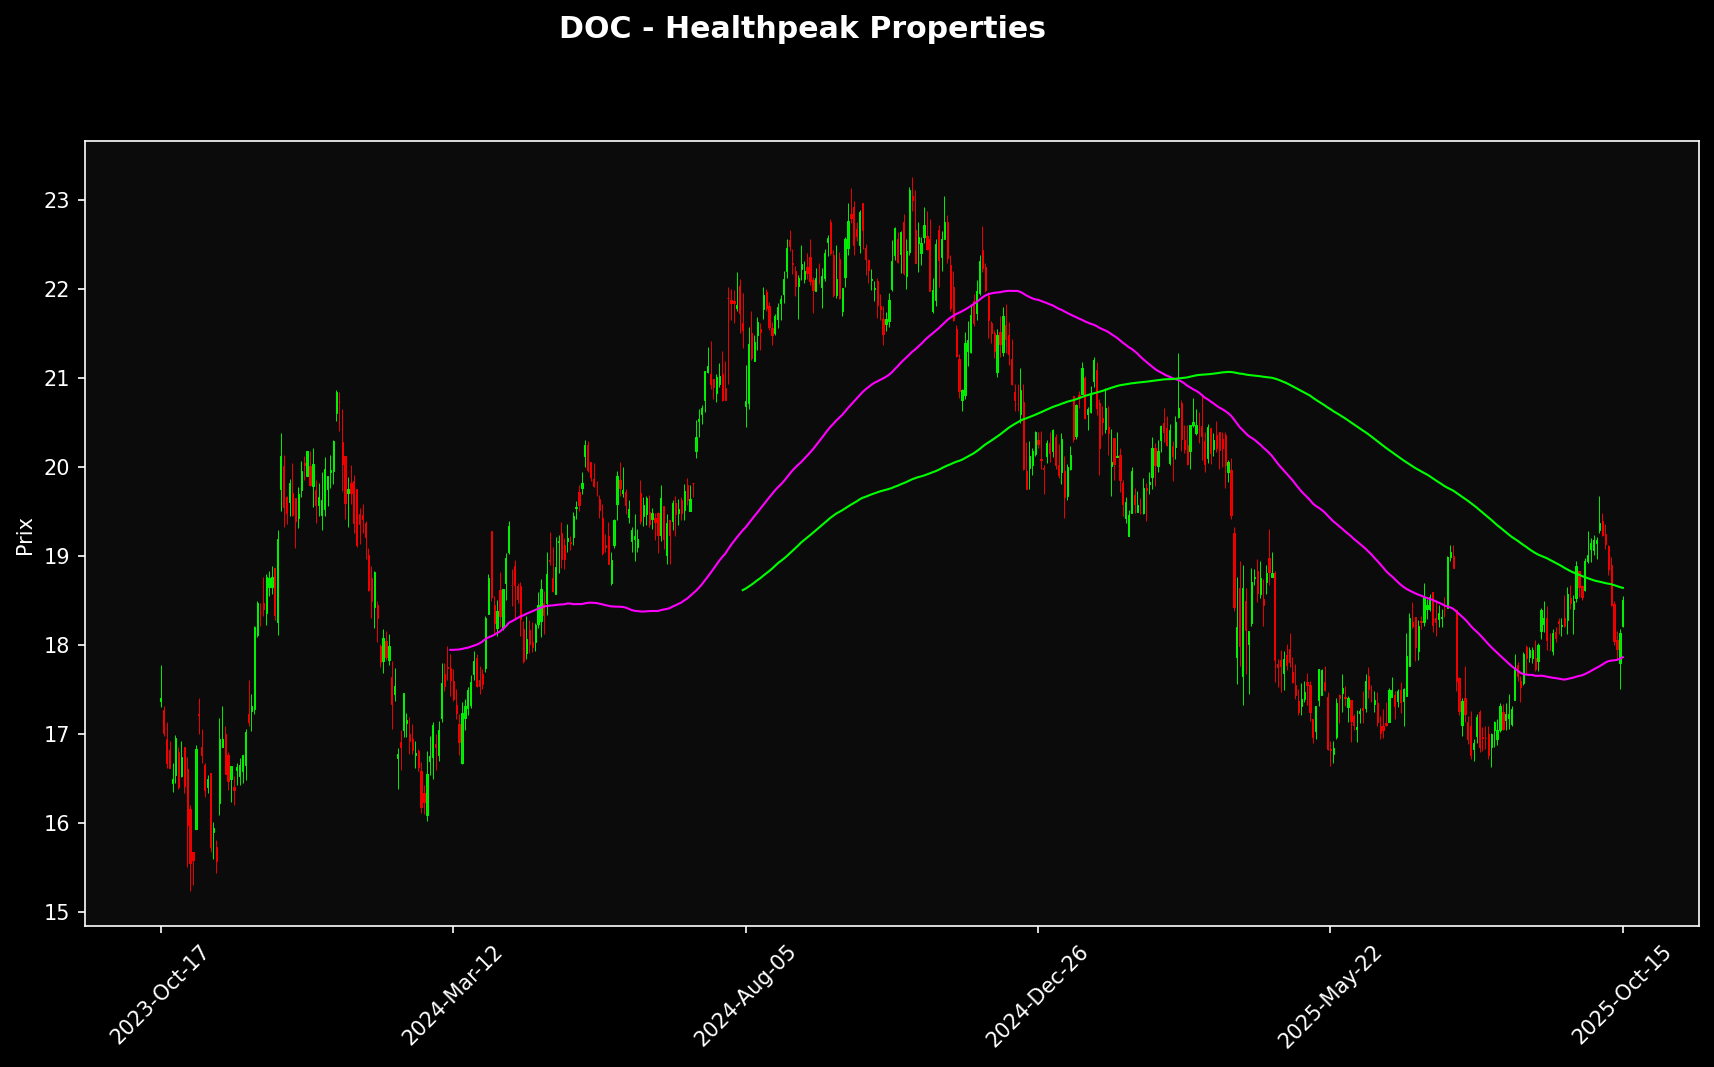 DOC - Healthpeak Properties
Prix
23
22
21
20
19
18
17
16
15
2023-Oct-17
2024-Mar-12
2024-Aug-05
2024-Dec-26
2025-May-22
2025-Oct-15